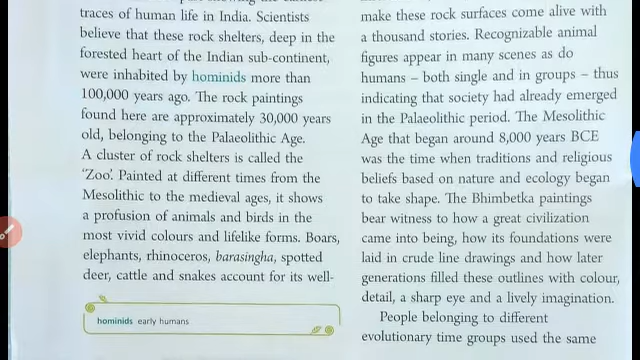 traces of human life in India. Scientists
believe that these rock shelters, deep in the
forested heart of the Indian sub-continent,
were inhabited by hominids more than
100,000 years ago. The rock paintings
found here are approximately 30,000 years
old, belonging to the Palaeolithic Age.
A cluster of rock shelters is called the
'Zoo'. Painted at different times from the
Mesolithic to the medieval ages, it shows
a profusion of animals and birds in the
most vivid colours and lifelike forms. Boars,
elephants, rhinoceros, barasingha, spotted
deer, cattle and snakes account for its well-
hominids early humans
make these rock surfaces come alive with
a thousand stories. Recognizable animal
figures appear in many scenes as do
humans – both single and in groups – thus
indicating that society had already emerged
in the Palaeolithic period. The Mesolithic
Age that began around 8,000 years BCE
was the time when traditions and religious
beliefs based on nature and ecology began
to take shape. The Bhimbetka paintings
bear witness to how a great civilization
came into being, how its foundations were
laid in crude line drawings and how later
generations filled these outlines with colour,
detail, a sharp eye and a lively imagination.
People belonging to different
evolutionary time groups used the same